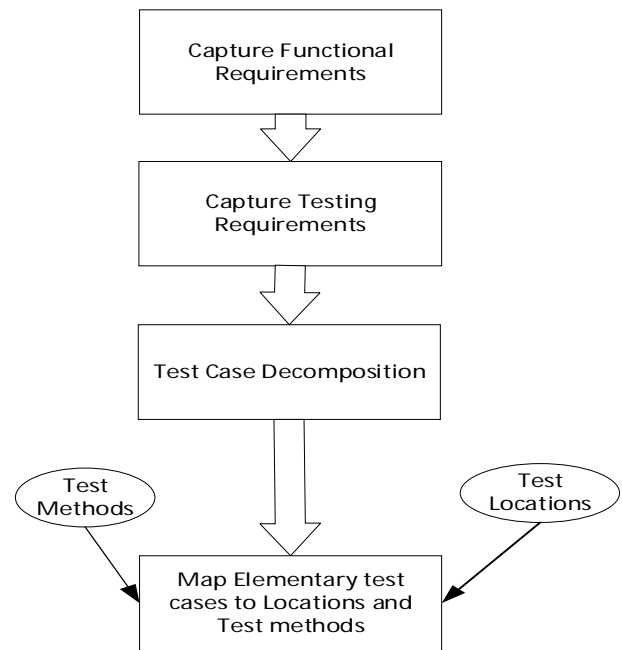 Capture Functional
Requirements
Capture Testing
Requirements
Test Case Decomposition
Test
Methods
Test
Locations
Map Elementary test
cases to Locations and
Test methods